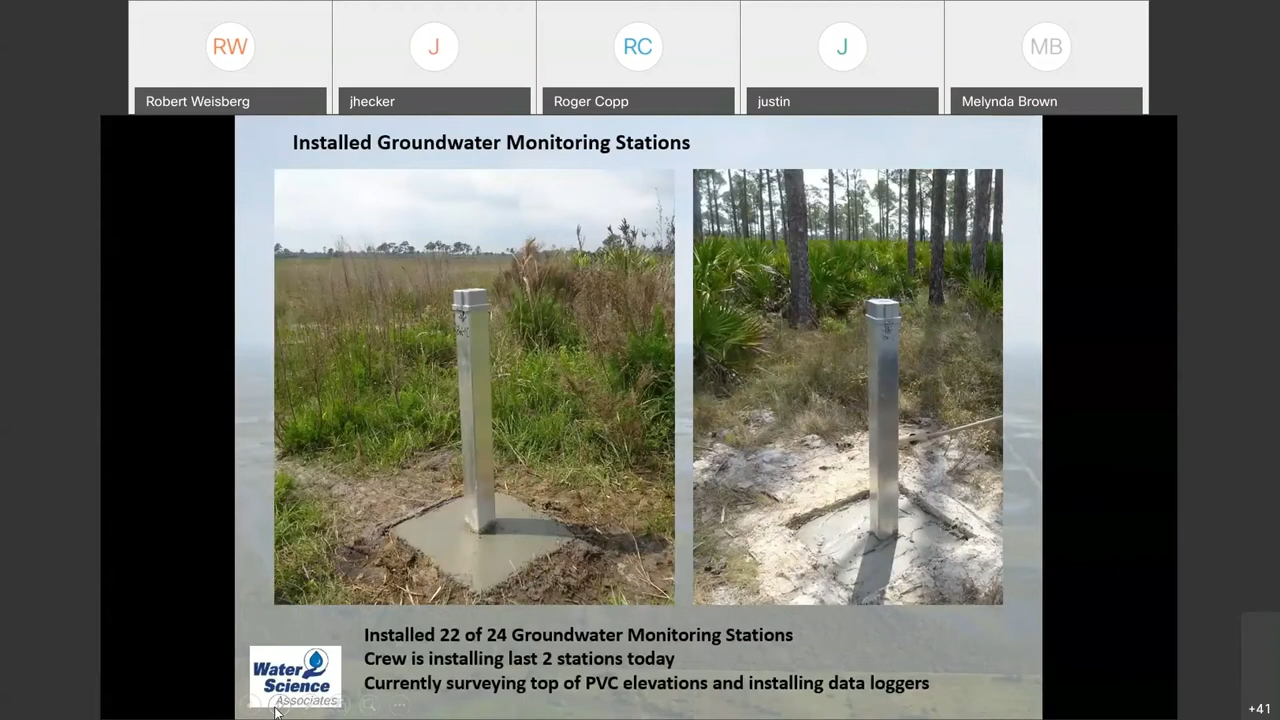 RW
J
RC
J
MB
Robert Weisberg
jhecker
Roger Copp
justin
Melynda Brown
Installed Groundwater Monitoring Stations
Installed 22 of 24 Groundwater Monitoring Stations
Crew is installing last 2 stations today
Currently surveying top of PVC elevations and installing data loggers
Water
Science
Associates
+41